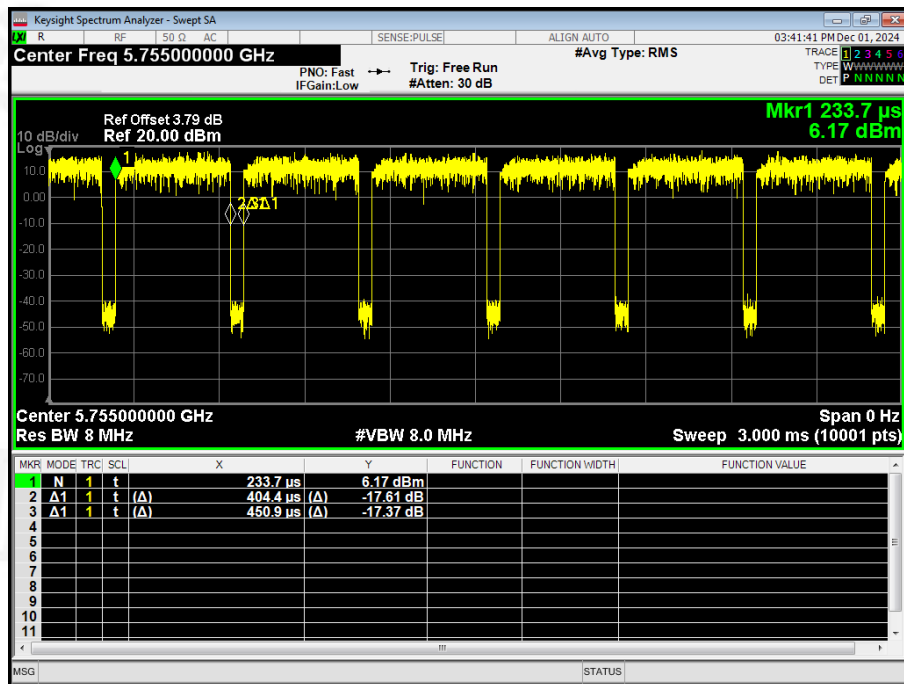 Keysight Spectrum Analyzer - Swept SA
LXI R RF 50 Ω AC SENSE:PULSE ALIGN AUTO 03:41:41 PM Dec 01, 2024
Center Freq 5.755000000 GHz #Avg Type: RMS TRACE 1 2 3 4 5 6
PNO: Fast Trig: Free Run TYPE WWWWWW
IFGain:Low #Atten: 30 dB DET P N N N N N
Mkr1 233.7 µs
6.17 dBm
Ref Offset 3.79 dB
10 dB/div Ref 20.00 dBm
Log
1
10.0
0.00
2Δ1
-10.0
-20.0
-30.0
-40.0
-50.0
-60.0
-70.0
Center 5.755000000 GHz Span 0 Hz
Res BW 8 MHz #VBW 8.0 MHz Sweep 3.000 ms (10001 pts)
MKR MODE TRC SCL X Y FUNCTION FUNCTION WIDTH FUNCTION VALUE
1 N 1 t 233.7 µs 6.17 dBm
2 Δ1 1 t (Δ) 404.4 µs (Δ) -17.61 dB
3 Δ1 1 t (Δ) 450.9 µs (Δ) -17.37 dB
4
5
6
7
8
9
10
11
MSG STATUS